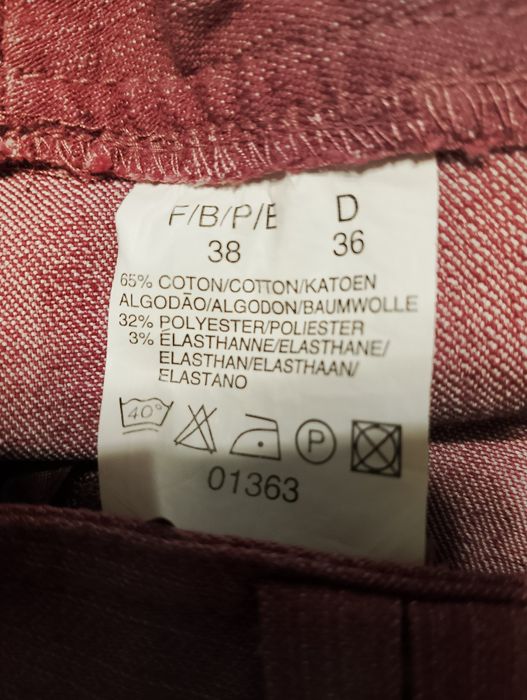 F/B/P/E D
38 36
65% COTON/COTTON/KATOEN
ALGODÃO/ALGODON/BAUMWOLLE
32% POLYESTER/POLIESTER
3% ÉLASTHANNE/ELASTHANE/
ELASTHAN/ELASTHAAN/
ELASTANO
40° P
01363